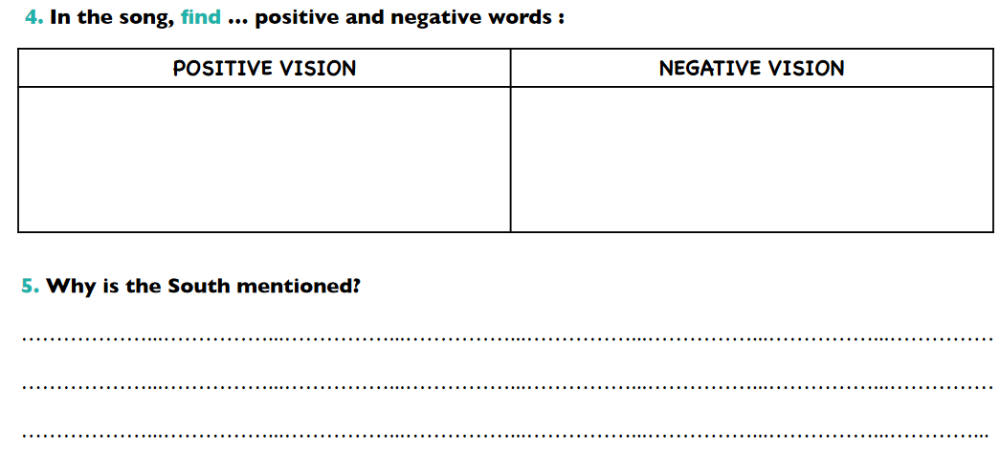 4. In the song, find ... positive and negative words :
POSITIVE VISION NEGATIVE VISION
5. Why is the South mentioned?